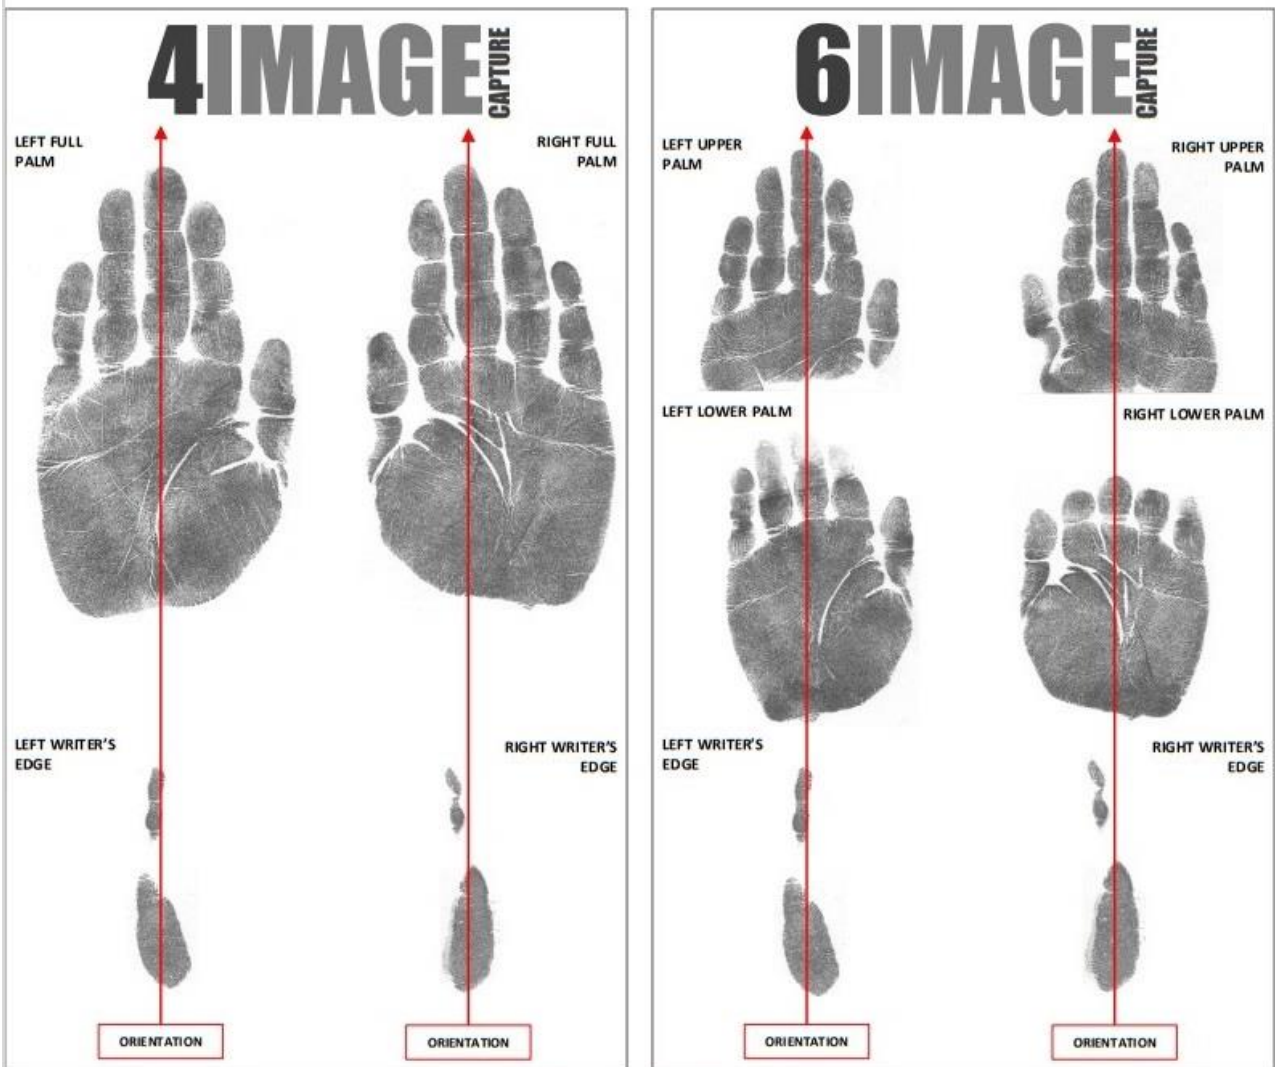 4IMAGE CAPTURE
LEFT FULL
PALM
RIGHT FULL
PALM
LEFT WRITER'S
EDGE
RIGHT WRITER'S
EDGE
ORIENTATION
ORIENTATION
6IMAGE CAPTURE
LEFT UPPER
PALM
RIGHT UPPER
PALM
LEFT LOWER PALM
RIGHT LOWER PALM
LEFT WRITER'S
EDGE
RIGHT WRITER'S
EDGE
ORIENTATION
ORIENTATION